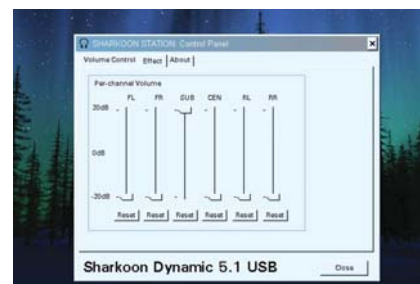 SHARKOON STATION Control Panel
Volume Control Effect About
Per-channel Volume
FL FR SUB CEN RL RR
20dB
0dB
-20dB
Reset Reset Reset Reset Reset Reset
Sharkoon Dynamic 5.1 USB
Close